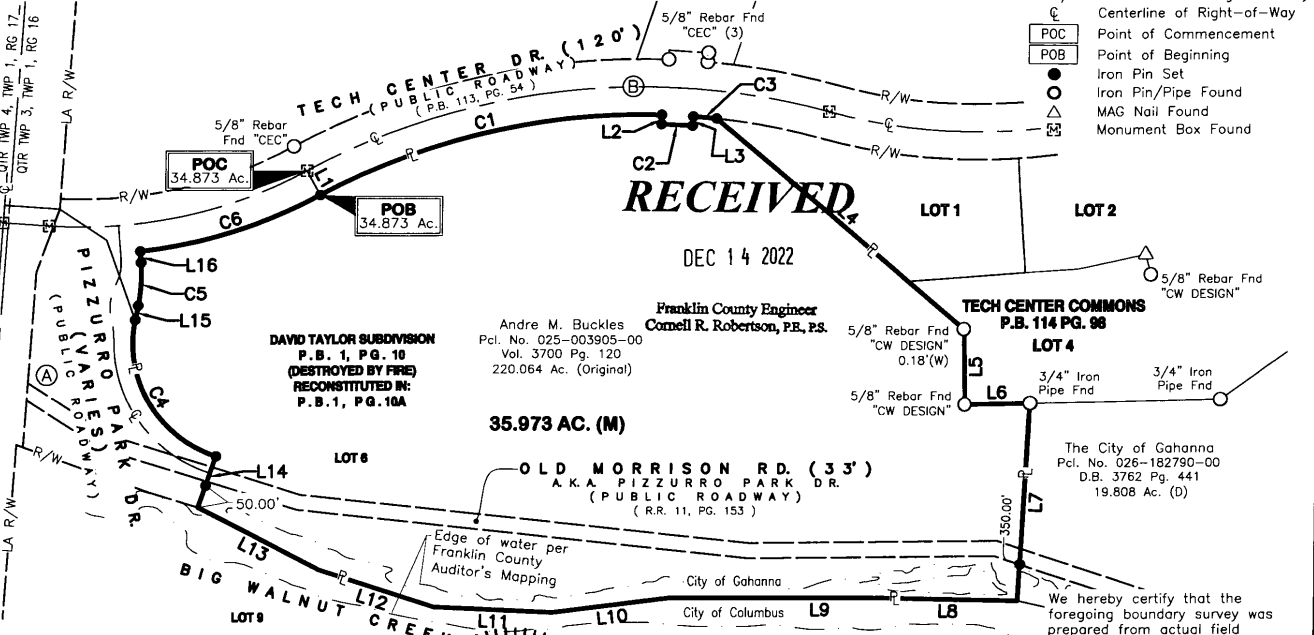 QTR TWP 4, TWP 1, RG 17
QTR TWP 3, TWP 1, RG 16
LA R/W
℄ Centerline of Right-of-Way
POC Point of Commencement
POB Point of Beginning
Iron Pin Set
Iron Pin/Pipe Found
MAG Nail Found
Monument Box Found
5/8" Rebar Fnd
"CEC" (3)
TECH CENTER DR. (120')
(PUBLIC ROADWAY)
(P.B. 113, PG. 54)
B
C3
R/W
℄
5/8" Rebar
Fnd "CEC"
℄
C1
PL
L2
C2
L3
R/W
POC
34.873 Ac.
L1
R/W
POB
34.873 Ac.
C6
RECEIVED
L4
LOT 1
LOT 2
DEC 14 2022
PL
L16
C5
L15
5/8" Rebar Fnd
"CW DESIGN"
Franklin County Engineer
Cornell R. Robertson, P.E., P.S.
TECH CENTER COMMONS
P.B. 114 PG. 98
LOT 4
DAVID TAYLOR SUBDIVISION
P.B. 1, PG. 10
(DESTROYED BY FIRE)
RECONSTITUTED IN:
P.B.1, PG.10A
Andre M. Buckles
Pcl. No. 025-003905-00
Vol. 3700 Pg. 120
220.064 Ac. (Original)
5/8" Rebar Fnd
"CW DESIGN"
0.18'(W)
L5
PIZZURRO PARK DR.
(VARIES)
(PUBLIC ROADWAY)
A
PL
C4
℄
5/8" Rebar Fnd
"CW DESIGN"
L6
3/4" Iron
Pipe Fnd
3/4" Iron
Pipe Fnd
35.973 AC. (M)
The City of Gahanna
Pcl. No. 026-182790-00
D.B. 3762 Pg. 441
19.808 Ac. (D)
LOT 6
R/W
L14
50.00'
OLD MORRISON RD. (33')
A.K.A. PIZZURRO PARK DR.
(PUBLIC ROADWAY)
(R.R. 11, PG. 153)
PL
L7
350.00'
LA R/W
L13
Edge of water per
Franklin County
Auditor's Mapping
PL
L12
BIG WALNUT CREEK
City of Gahanna
City of Columbus
L11
L10
L9
PL
L8
LOT 9
We hereby certify that the
foregoing boundary survey was
prepared from actual field